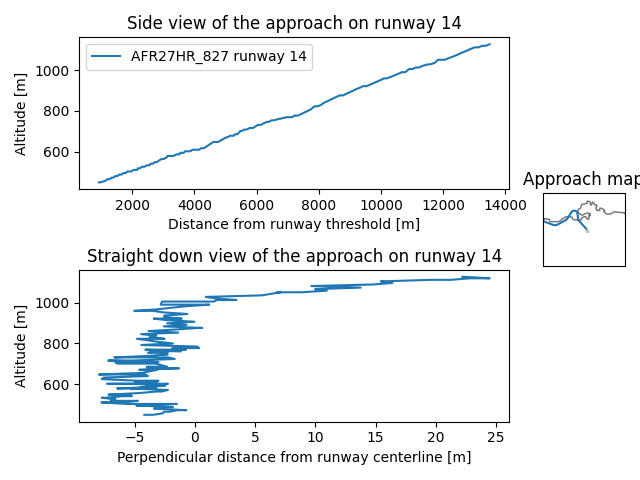 Side view of the approach on runway 14
AFR27HR_827 runway 14
Altitude [m]
1000
800
600
2000 4000 6000 8000 10000 12000 14000
Distance from runway threshold [m]
Approach map
Straight down view of the approach on runway 14
Altitude [m]
1000
800
600
−5 0 5 10 15 20 25
Perpendicular distance from runway centerline [m]